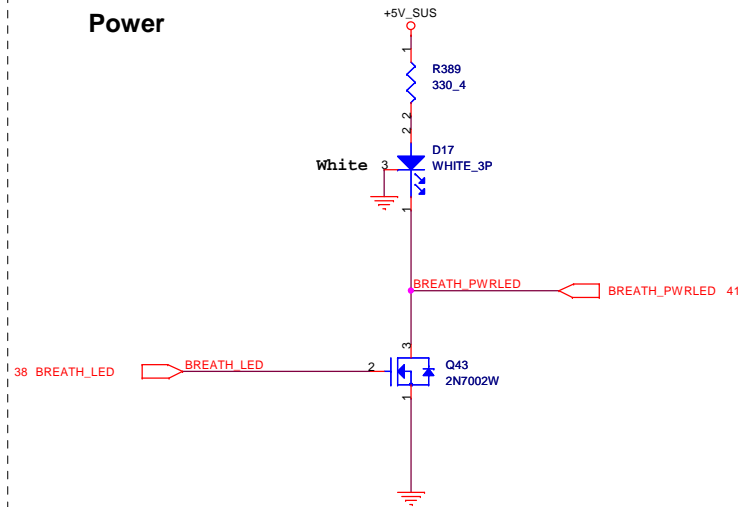 Power
+5V_SUS
1
R389
330_4
2
2
D17
WHITE_3P
White
3
1
BREATH_PWRLED
BREATH_PWRLED 41
3
38 BREATH_LED
BREATH_LED
2
Q43
2N7002W
1